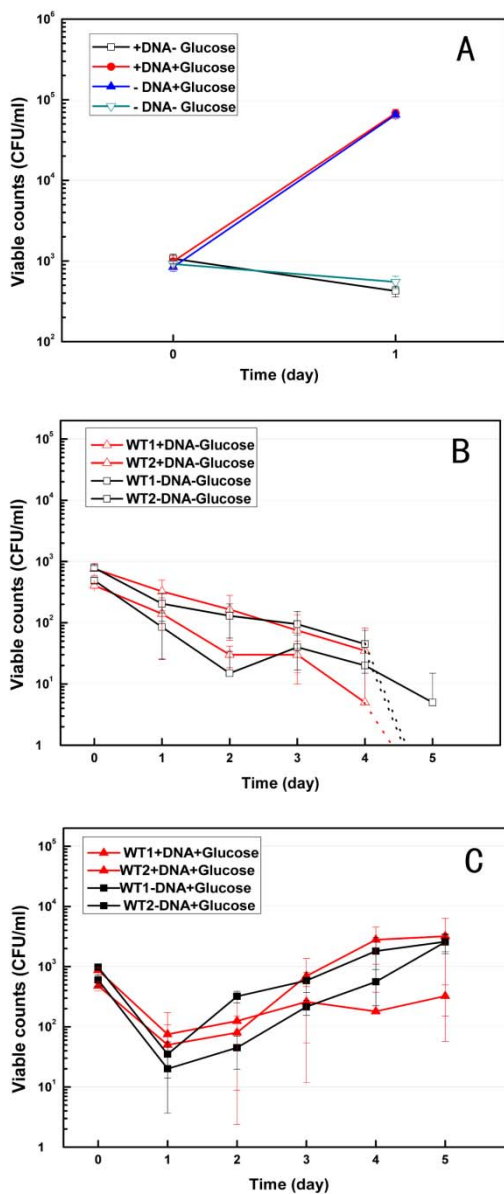 A
+DNA- Glucose
+DNA+Glucose
- DNA+Glucose
- DNA- Glucose
Viable counts (CFU/ml)
10⁶
10⁵
10⁴
10³
10²
0 1
Time (day)
B
WT1+DNA-Glucose
WT2+DNA-Glucose
WT1-DNA-Glucose
WT2-DNA-Glucose
Viable counts (CFU/ml)
10⁵
10⁴
10³
10²
10¹
1
0 1 2 3 4 5
Time (day)
C
WT1+DNA+Glucose
WT2+DNA+Glucose
WT1-DNA+Glucose
WT2-DNA+Glucose
Viable counts (CFU/ml)
10⁵
10⁴
10³
10²
10¹
1
0 1 2 3 4 5
Time (day)